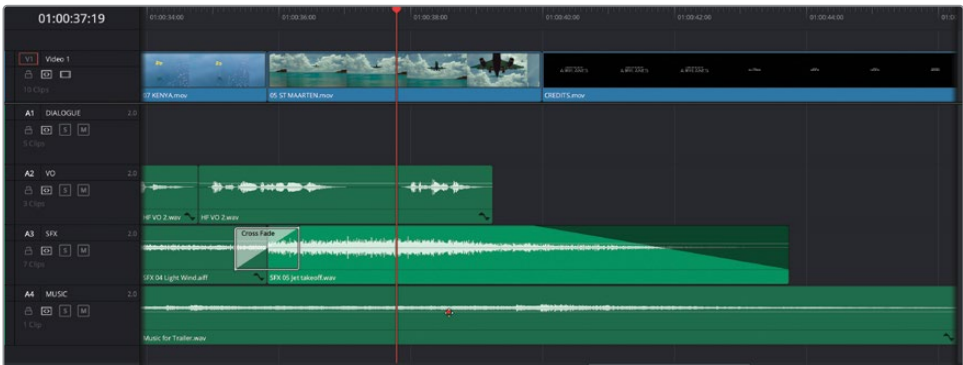 01:00:37:19
01:00:34:00 01:00:36:00 01:00:38:00 01:00:40:00 01:00:42:00 01:00:44:00
V1 Video 1
10 Clips
07 KENYA.mov 05 ST MAARTEN.mov CREDITS.mov
A1 DIALOGUE 2.0
S M
5 Clips
A2 VO 2.0
S M
3 Clips
HF VO 2.wav HF VO 2.wav
A3 SFX 2.0
Cross Fade
S M
7 Clips
SFX 04 Light Wind.aiff SFX 05 Jet takeoff.wav
A4 MUSIC 2.0
S M
1 Clip
Music for Trailer.wav